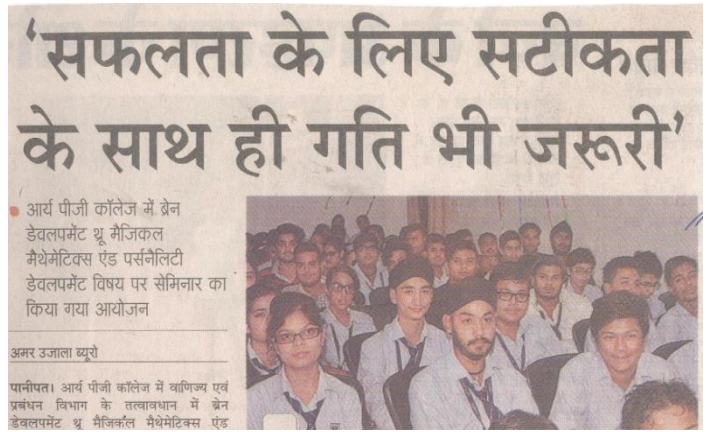 ‘सफलता के लिए सटीकता
के साथ ही गति भी जरूरी’
आर्य पीजी कॉलेज में ब्रेन
डेवलपमेंट थ्रू मैजिकल
मैथेमेटिक्स एंड पर्सनैलिटी
डेवलपमेंट विषय पर सेमिनार का
किया गया आयोजन
अमर उजाला ब्यूरो
पानीपत। आर्य पीजी कॉलेज में वाणिज्य एवं
प्रबंधन विभाग के तत्वावधान में ब्रेन
डेवलपमेंट थ्रू मैजिकल मैथेमेटिक्स एंड